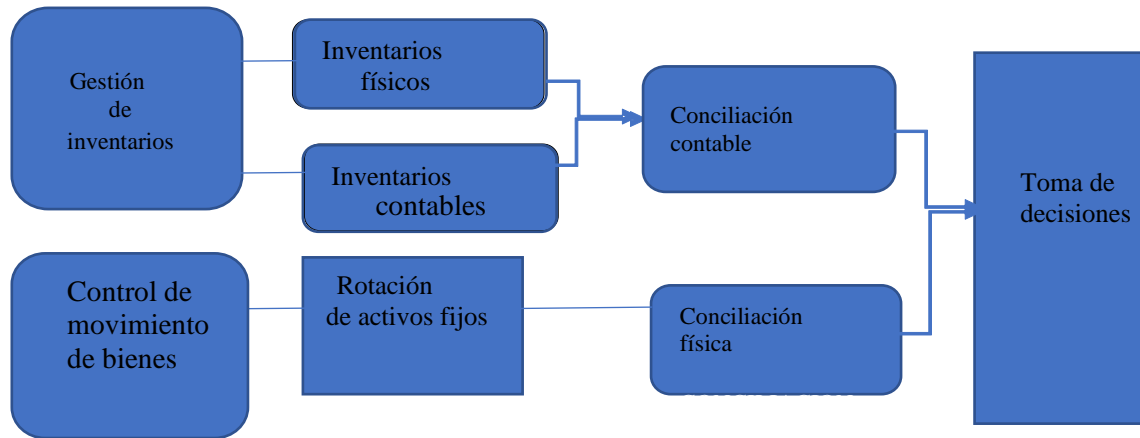 Gestión
de
inventarios
Inventarios
físicos
Inventarios
contables
Conciliación
contable
Toma de
decisiones
Control de
movimiento
de bienes
Rotación
de activos fijos
Conciliación
física